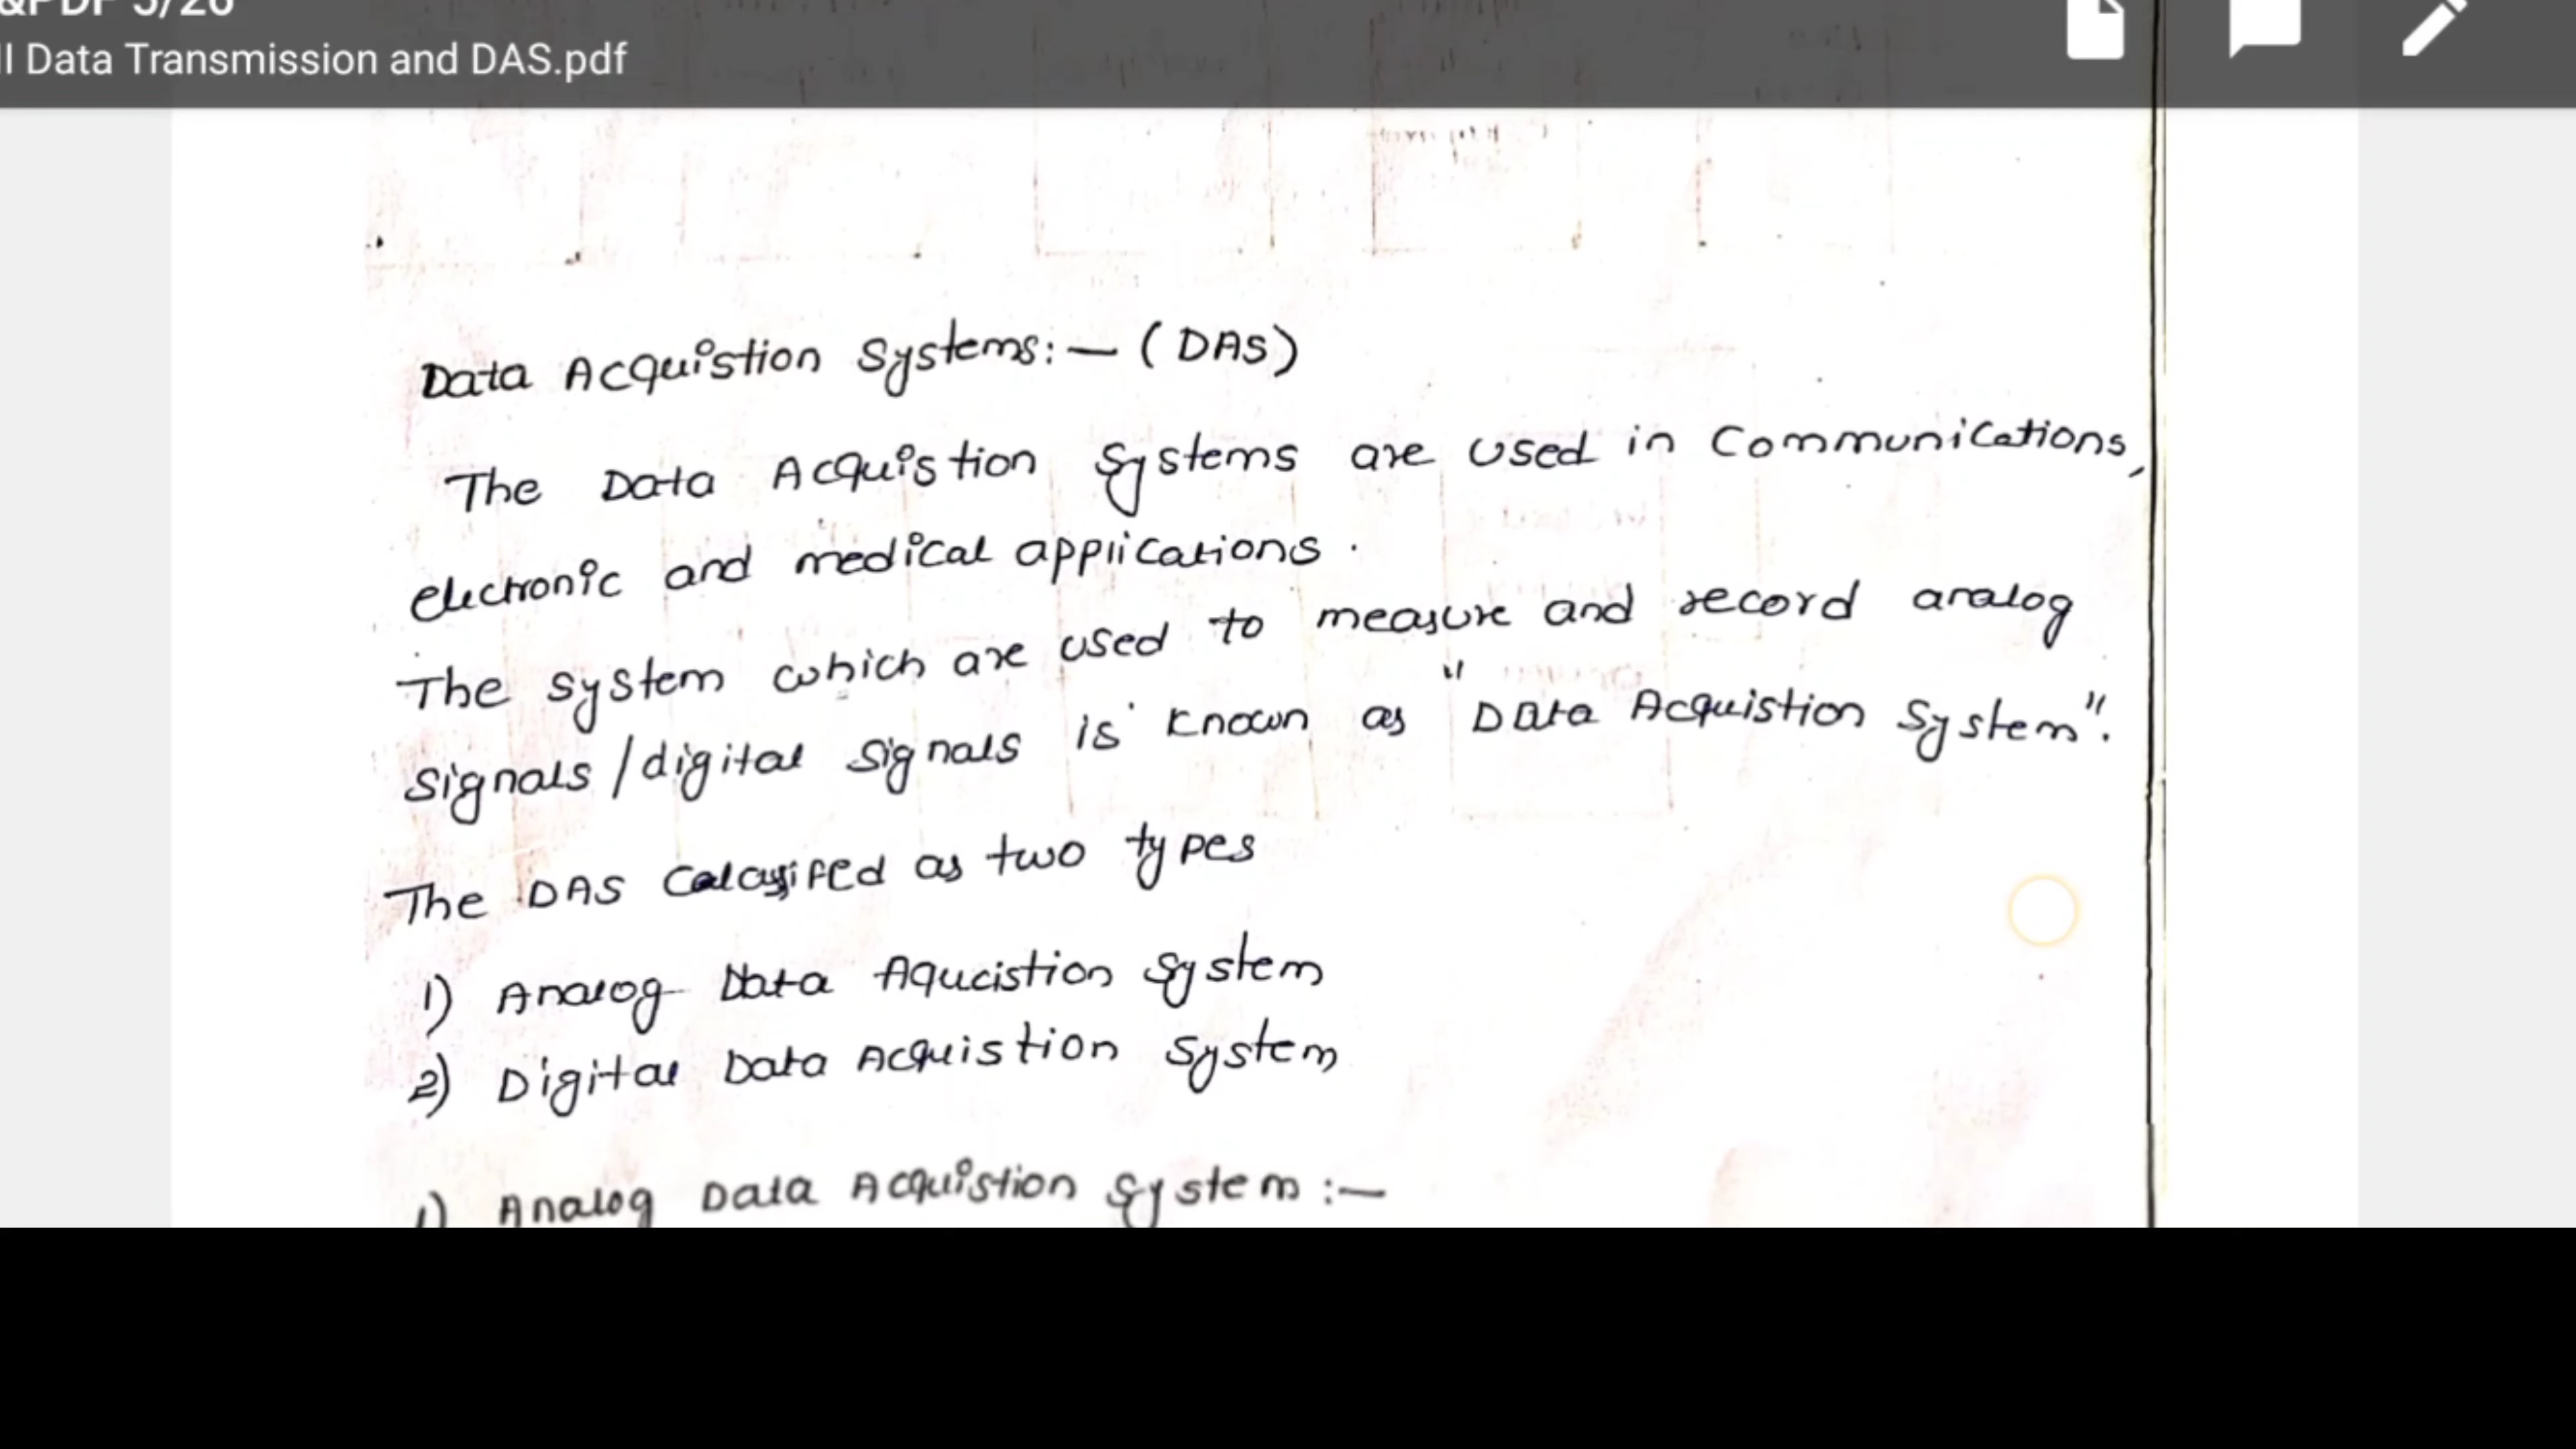 &PDF 5/26
ll Data Transmission and DAS.pdf
Data Acquistion Systems:- (DAS)
The Data Acquistion Systems are used in Communications,
electronic and medical applications.
The system which are used to measure and record analog
signals/digital signals is known as "Data Acquistion System".
The DAS Calassifed as two types
1) Analog Data Aqucistion System
2) Digital Data Acquistion System
1) Analog Data Acquistion System :-